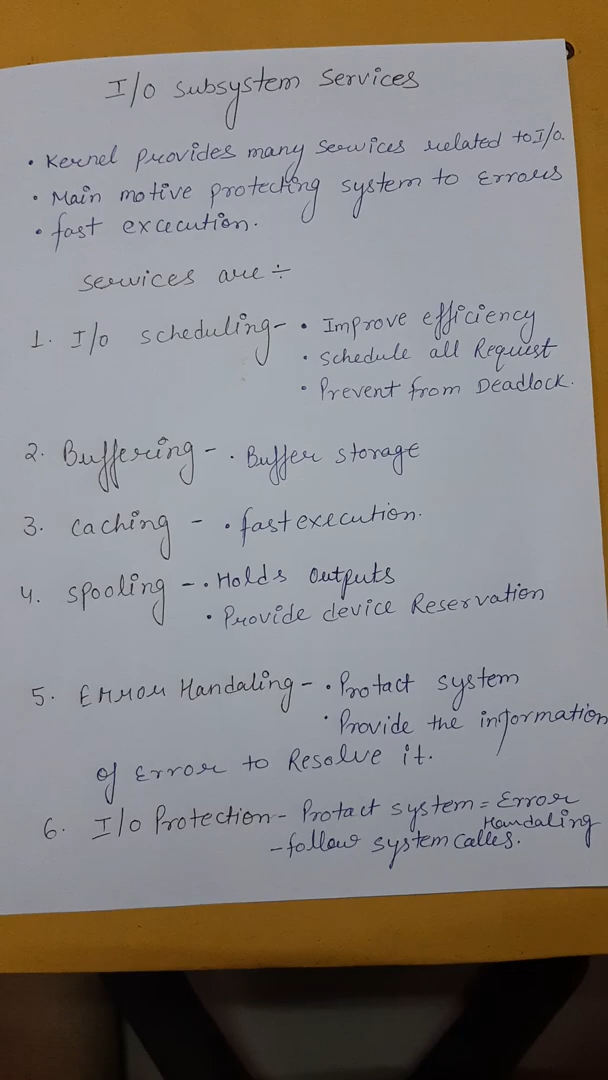 I/O Subsystem Services
• Kernel provides many services related to I/O.
• Main motive protecting system to Errors
• fast excecution.
Services are ÷
1. I/O scheduling - • Improve efficiency
• Schedule all Request
• Prevent from Deadlock.
2. Buffering - • Buffer storage
3. Caching - • fast execution.
4. Spooling - • Holds Outputs
• Provide device Reservation
5. Error Handaling - • Protact system
• Provide the information
of Error to Resolve it.
6. I/O Protection - Protact system = Error
Handaling
- follow system calles.